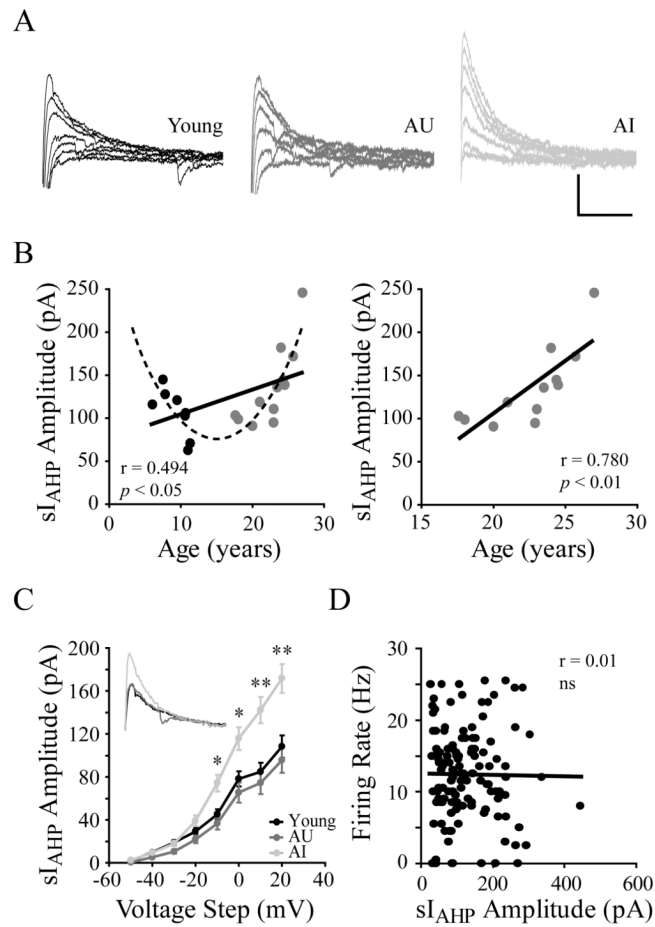 A
Young
AU
AI
B
sIAHP Amplitude (pA)
250
200
150
100
50
0
r = 0.494
p < 0.05
0 10 20 30
Age (years)
sIAHP Amplitude (pA)
250
200
150
100
50
0
r = 0.780
p < 0.01
15 20 25 30
Age (years)
C
sIAHP Amplitude (pA)
200
160
120
80
40
0
*
*
**
**
Young
AU
AI
-60 -40 -20 0 20 40
Voltage Step (mV)
D
Firing Rate (Hz)
30
20
10
0
r = 0.01
ns
0 200 400 600
sIAHP Amplitude (pA)